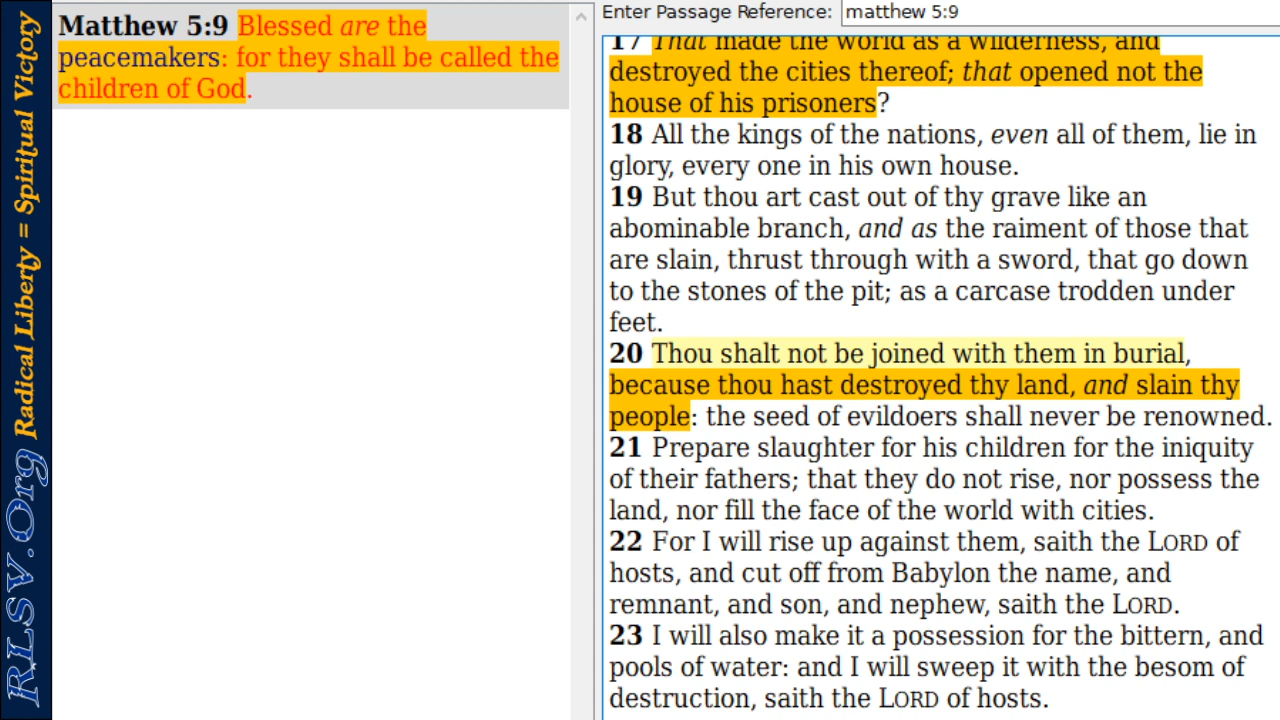 RLSV.Org Radical Liberty = Spiritual Victory
Matthew 5:9 Blessed are the
peacemakers: for they shall be called the
children of God.
Enter Passage Reference: matthew 5:9
17 That made the world as a wilderness, and
destroyed the cities thereof; that opened not the
house of his prisoners?
18 All the kings of the nations, even all of them, lie in
glory, every one in his own house.
19 But thou art cast out of thy grave like an
abominable branch, and as the raiment of those that
are slain, thrust through with a sword, that go down
to the stones of the pit; as a carcase trodden under
feet.
20 Thou shalt not be joined with them in burial,
because thou hast destroyed thy land, and slain thy
people: the seed of evildoers shall never be renowned.
21 Prepare slaughter for his children for the iniquity
of their fathers; that they do not rise, nor possess the
land, nor fill the face of the world with cities.
22 For I will rise up against them, saith the LORD of
hosts, and cut off from Babylon the name, and
remnant, and son, and nephew, saith the LORD.
23 I will also make it a possession for the bittern, and
pools of water: and I will sweep it with the besom of
destruction, saith the LORD of hosts.